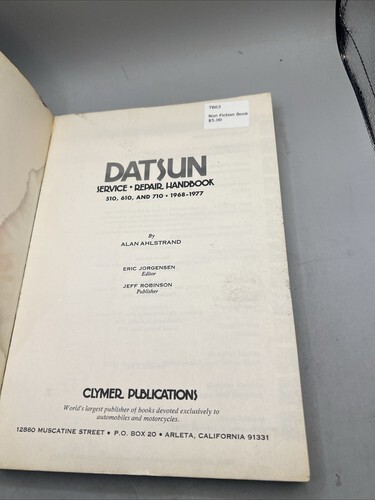 7B63
Non Fiction Book
$5.00
DATSUN
SERVICE • REPAIR HANDBOOK
510, 610, AND 710 • 1968-1977
By
ALAN AHLSTRAND
ERIC JORGENSEN
Editor
JEFF ROBINSON
Publisher
CLYMER PUBLICATIONS
World's largest publisher of books devoted exclusively to
automobiles and motorcycles.
12860 MUSCATINE STREET • P.O. BOX 20 • ARLETA, CALIFORNIA 91331